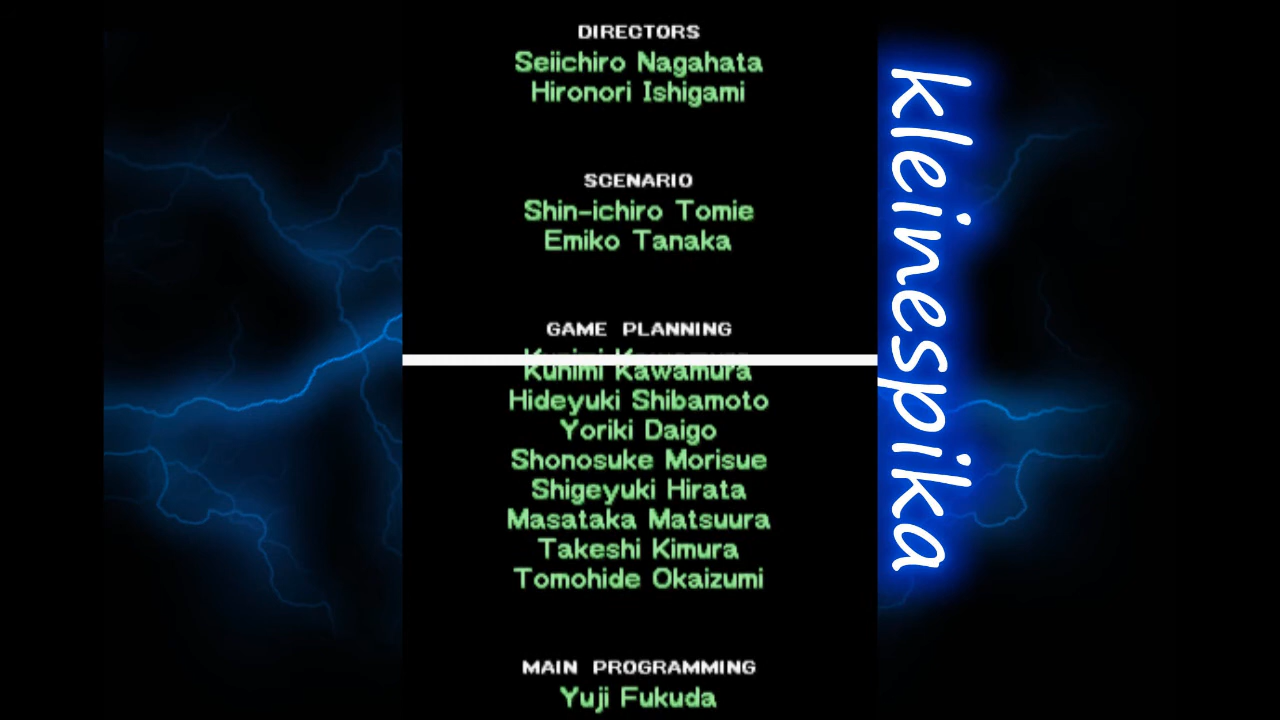 DIRECTORS
Seiichiro Nagahata
Hironori Ishigami
SCENARIO
Shin-ichiro Tomie
Emiko Tanaka
GAME PLANNING
Kunimi Kawamura
Hideyuki Shibamoto
Yoriki Daigo
Shonosuke Morisue
Shigeyuki Hirata
Masataka Matsuura
Takeshi Kimura
Tomohide Okaizumi
MAIN PROGRAMMING
Yuji Fukuda
kleinespika